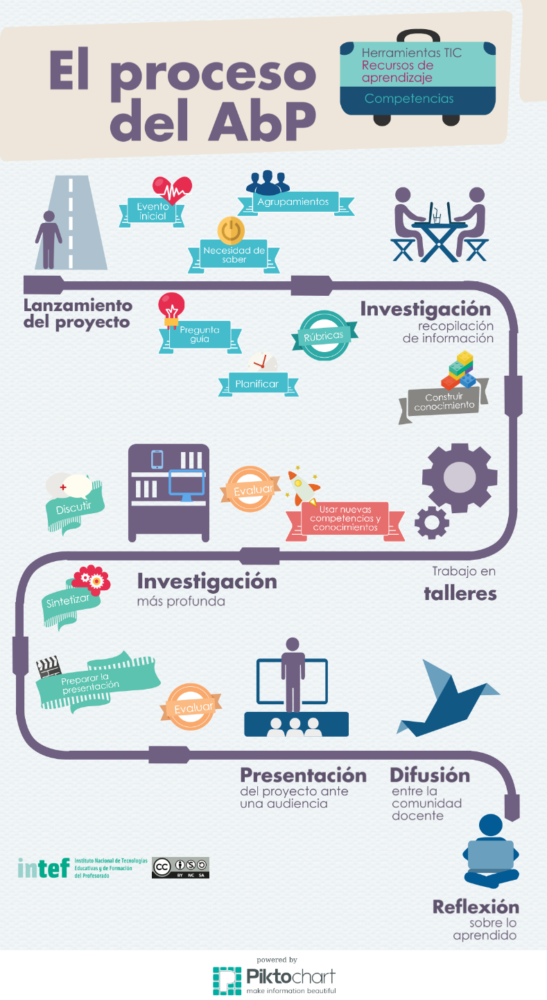 El proceso
del AbP
Herramientas TIC
Recursos de
aprendizaje
Competencias
Evento
inicial
Agrupamientos
Necesidad de
saber
Lanzamiento
del proyecto
Pregunta
guía
Planificar
Rúbricas
Investigación
recopilación
de información
Construir
conocimiento
Discutir
Evaluar
Usar nuevas
competencias y
conocimientos
Trabajo en
talleres
Investigación
más profunda
Sintetizar
Preparar la
presentación
Evaluar
Presentación
del proyecto ante
una audiencia
Difusión
entre la
comunidad
docente
Reflexión
sobre lo
aprendido
intef
Instituto Nacional de Tecnologías
Educativas y de Formación
del Profesorado
CC
BY NC SA
powered by
Piktochart
make information beautiful